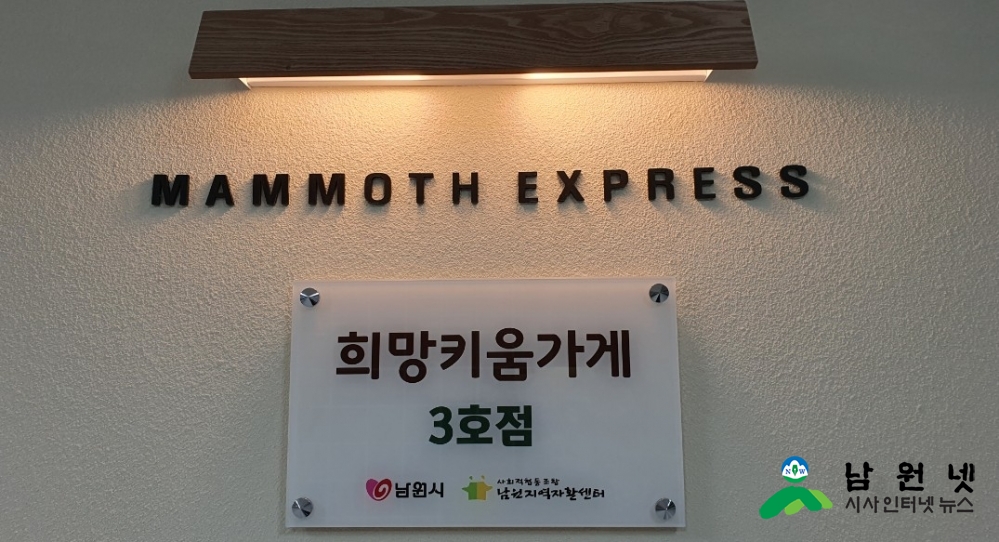 MAMMOTH EXPRESS
희망키움가게
3호점
남원시
사회적협동조합
남원지역자활센터
NW
남원넷
시사인터넷뉴스